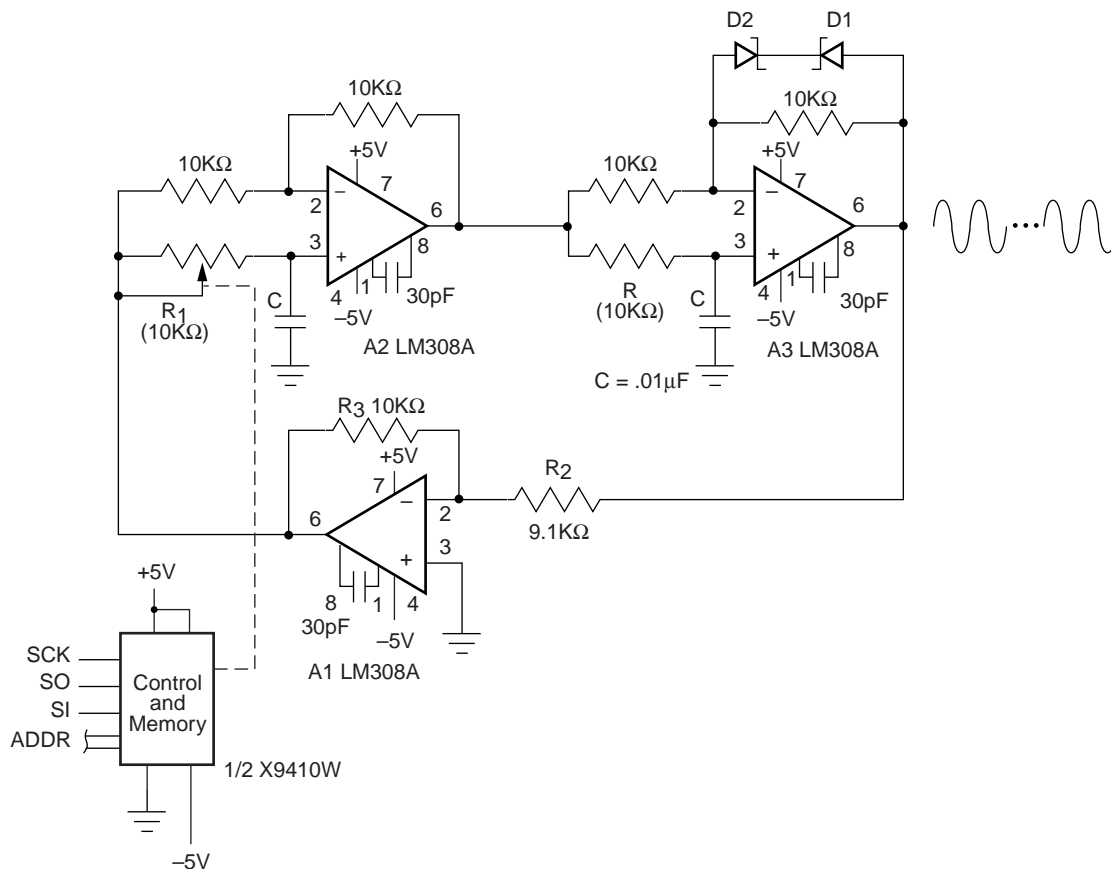 D2 D1
10KΩ 10KΩ
10KΩ +5V 10KΩ +5V
− 7 − 7
2 6 2 6
3 8 3 8
+ +
1 1
R1 C 4 30pF R C 4 30pF
(10KΩ) −5V (10KΩ) −5V
A2 LM308A A3 LM308A
C = .01µF
R3 10KΩ
+5V R2
7 −
6 2 9.1KΩ
3
+
8 1 4
+5V 30pF −5V
A1 LM308A
SCK
SO Control
SI and
ADDR Memory
1/2 X9410W
−5V